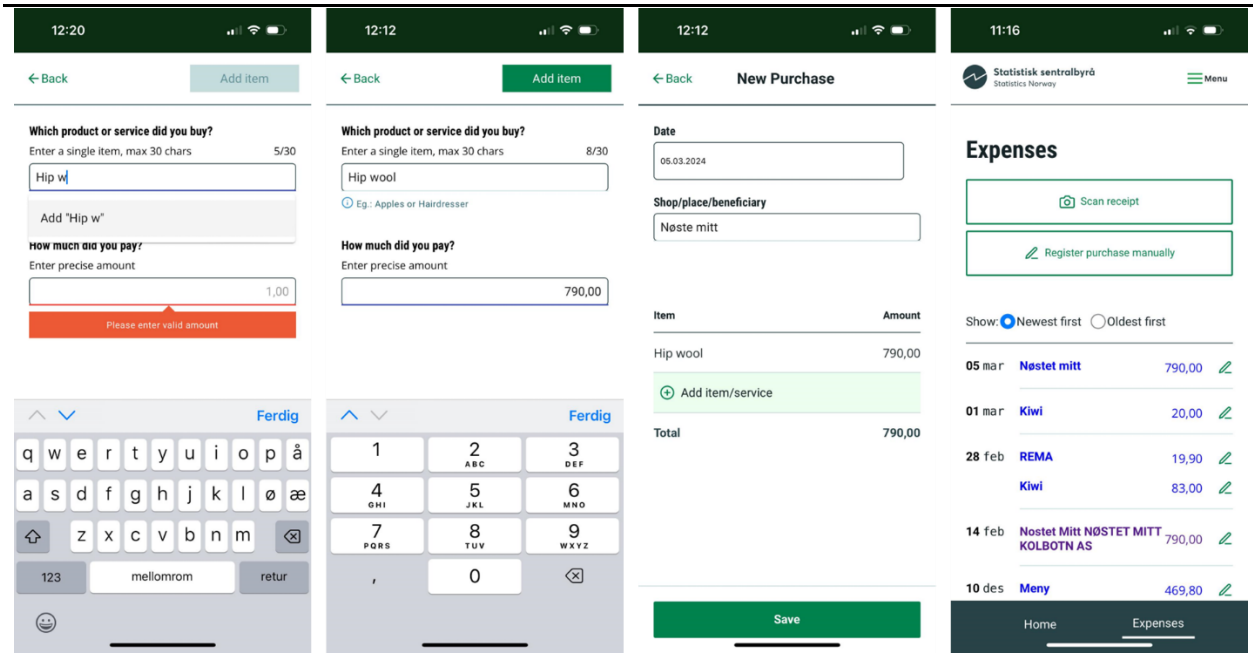 12:20
← Back
Add item
Which product or service did you buy?
Enter a single item, max 30 chars 5/30
Hip w
Add "Hip w"
How much did you pay?
Enter precise amount
1,00
Please enter valid amount
Ferdig
q w e r t y u i o p å
a s d f g h j k l ø æ
z x c v b n m
123 mellomrom retur
12:12
← Back
Add item
Which product or service did you buy?
Enter a single item, max 30 chars 8/30
Hip wool
Eg.: Apples or Hairdresser
How much did you pay?
Enter precise amount
790,00
Ferdig
1 2 3
ABC DEF
4 5 6
GHI JKL MNO
7 8 9
PQRS TUV WXYZ
, 0
12:12
← Back New Purchase
Date
05.03.2024
Shop/place/beneficiary
Nøste mitt
Item Amount
Hip wool 790,00
Add item/service
Total 790,00
Save
11:16
Statistisk sentralbyrå
Statistics Norway
Menu
Expenses
Scan receipt
Register purchase manually
Show: Newest first Oldest first
05 mar Nøstet mitt 790,00
01 mar Kiwi 20,00
28 feb REMA 19,90
Kiwi 83,00
14 feb Nostet Mitt NØSTET MITT 790,00
KOLBOTN AS
10 des Meny 469,80
Home Expenses